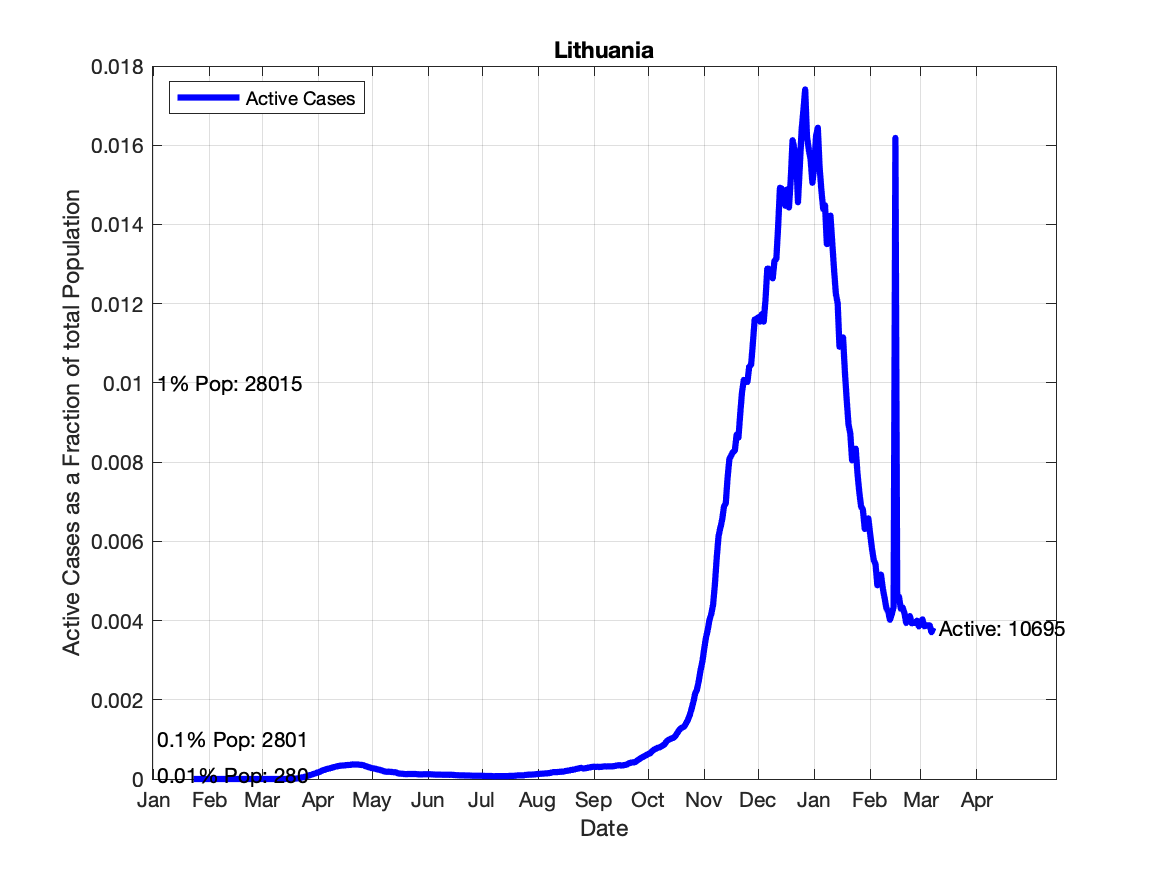 Lithuania
Active Cases
0.018
0.016
0.014
0.012
0.01
0.008
0.006
0.004
0.002
0
Active Cases as a Fraction of total Population
1% Pop: 28015
0.1% Pop: 2801
0.01% Pop: 280
Active: 10695
Jan Feb Mar Apr May Jun Jul Aug Sep Oct Nov Dec Jan Feb Mar Apr
Date